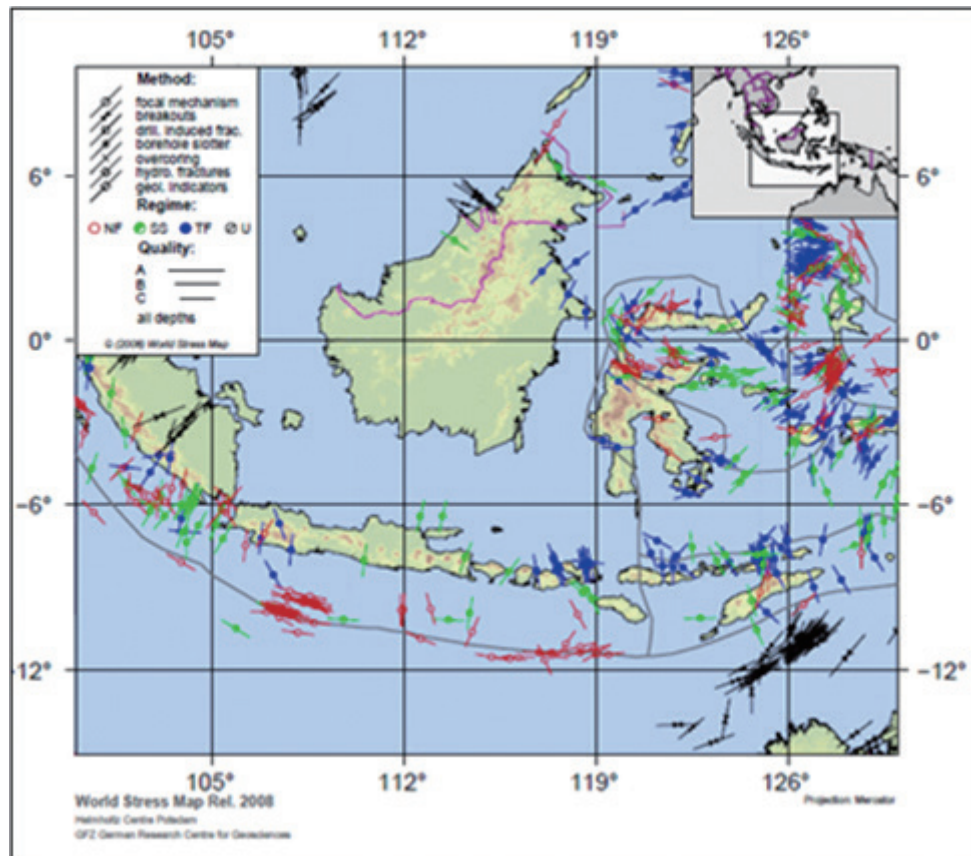 105° 112° 119° 126°
Method:
focal mechanism
breakouts
drill. induced frac.
borehole slotter
overcoring
hydro. fractures
geol. indicators
Regime:
NF SS TF U
Quality:
A
B
C
all depths
© (2008) World Stress Map
6° 6°
0° 0°
−6° −6°
−12° −12°
105° 112° 119° 126°
World Stress Map Rel. 2008
Projection: Mercator
Helmholtz Centre Potsdam
GFZ German Research Centre for Geosciences